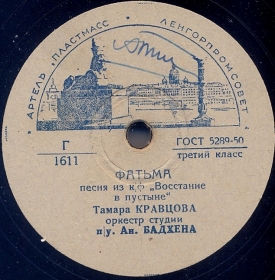 АРТЕЛЬ „ПЛАСТМАСС" ЛЕНГОРПРОМСОВЕТ
Г
1611
ГОСТ 5289-50
третий класс
ФАТЬМА
песня из к.ф „Восстание
в пустыне"
Тамара КРАВЦОВА
оркестр студии
п/у. Ан. БАДХЕНА